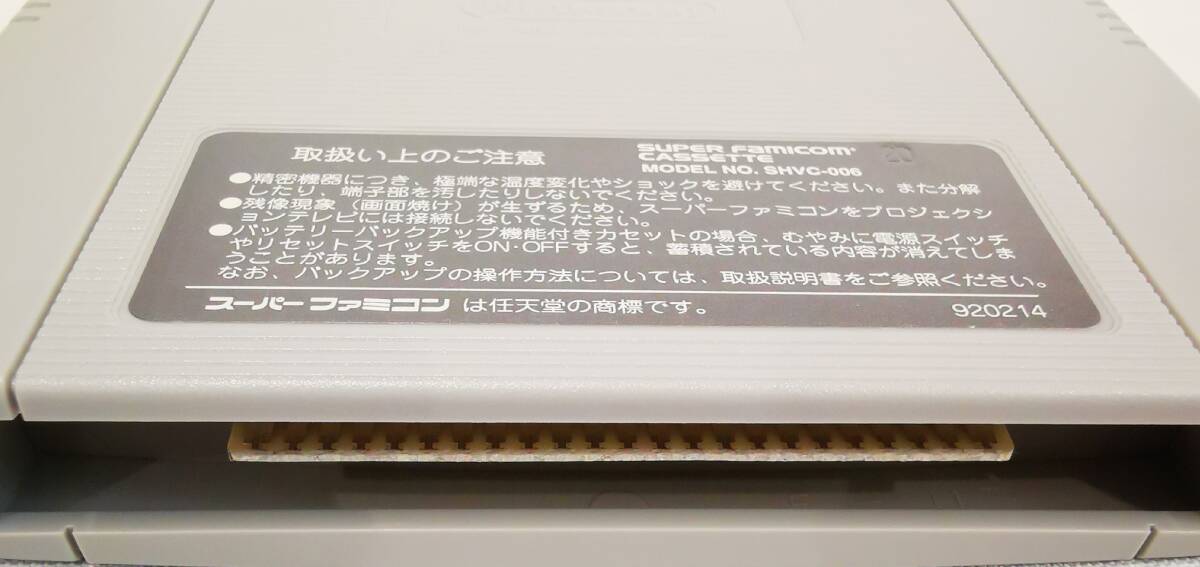 取扱い上のご注意
SUPER FAMICOM
CASSETTE
MODEL NO. SHVC-006
20
●精密機器につき、極端な温度変化やショックを避けてください。また分解
したり、端子部を汚したりしないでください。
●残像現象（画面焼け）が生ずるため、スーパーファミコンをプロジェクシ
ョンテレビには接続しないでください。
●バッテリーバックアップ機能付きカセットの場合、むやみに電源スイッチ
やリセットスイッチをON・OFFすると、蓄積されている内容が消えてしま
うことがあります。
なお、バックアップの操作方法については、取扱説明書をご参照ください。
スーパーファミコン は任天堂の商標です。
920214